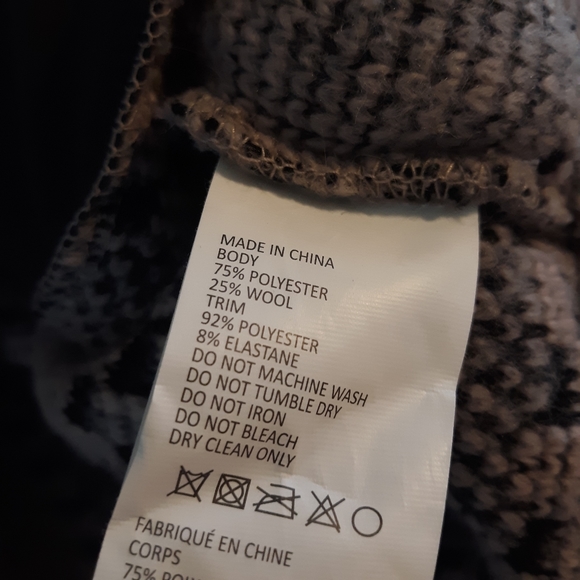 MADE IN CHINA
BODY
75% POLYESTER
25% WOOL
TRIM
92% POLYESTER
8% ELASTANE
DO NOT MACHINE WASH
DO NOT TUMBLE DRY
DO NOT IRON
DO NOT BLEACH
DRY CLEAN ONLY
FABRIQUÉ EN CHINE
CORPS
75%